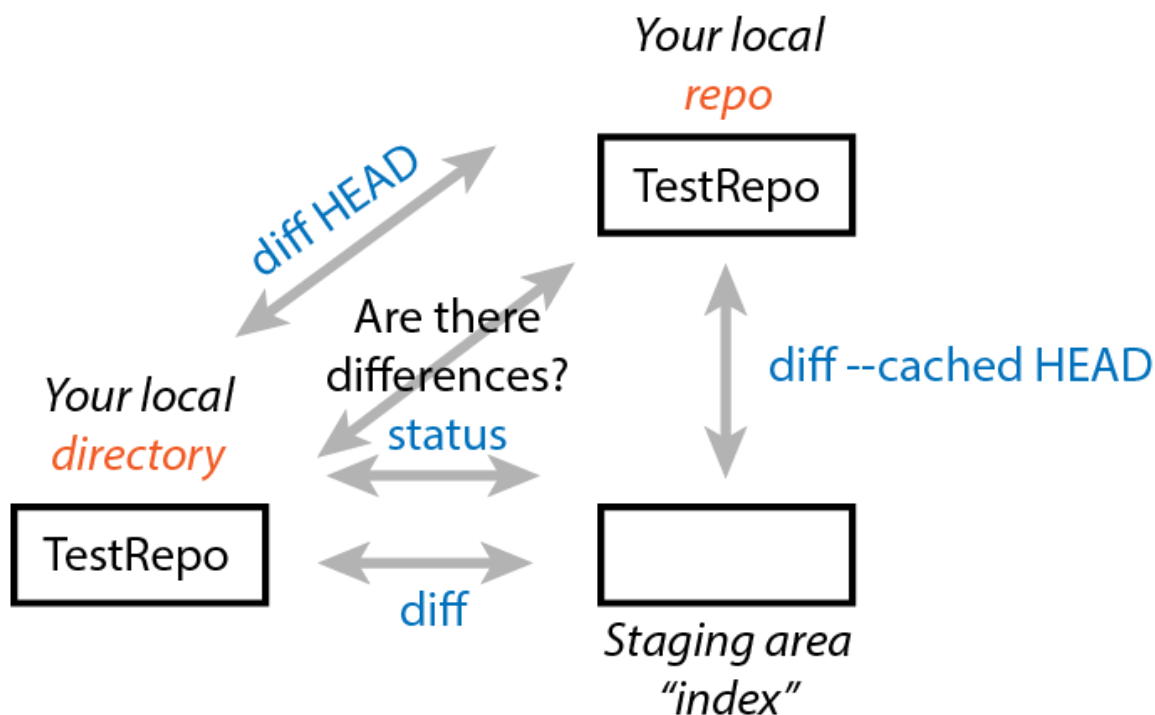 Your local
repo
TestRepo
diff HEAD
Are there
differences?
status
diff --cached HEAD
Your local
directory
TestRepo
diff
Staging area
“index”